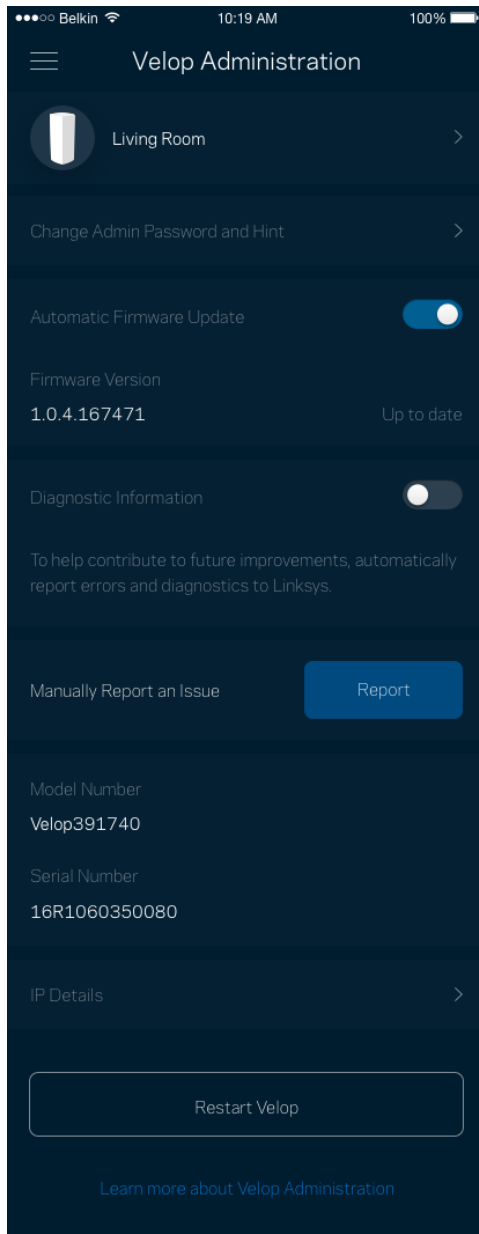 ●●●○○ Belkin 10:19 AM 100%
Velop Administration
Living Room
Change Admin Password and Hint
Automatic Firmware Update
Firmware Version
1.0.4.167471 Up to date
Diagnostic Information
To help contribute to future improvements, automatically
report errors and diagnostics to Linksys.
Manually Report an Issue Report
Model Number
Velop391740
Serial Number
16R1060350080
IP Details
Restart Velop
Learn more about Velop Administration